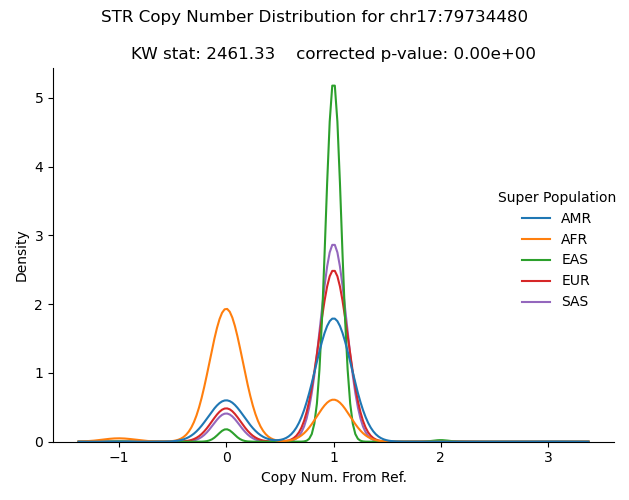 STR Copy Number Distribution for chr17:79734480
KW stat: 2461.33    corrected p-value: 0.00e+00
Density
5
4
3
2
1
0
−1
0
1
2
3
Copy Num. From Ref.
Super Population
AMR
AFR
EAS
EUR
SAS